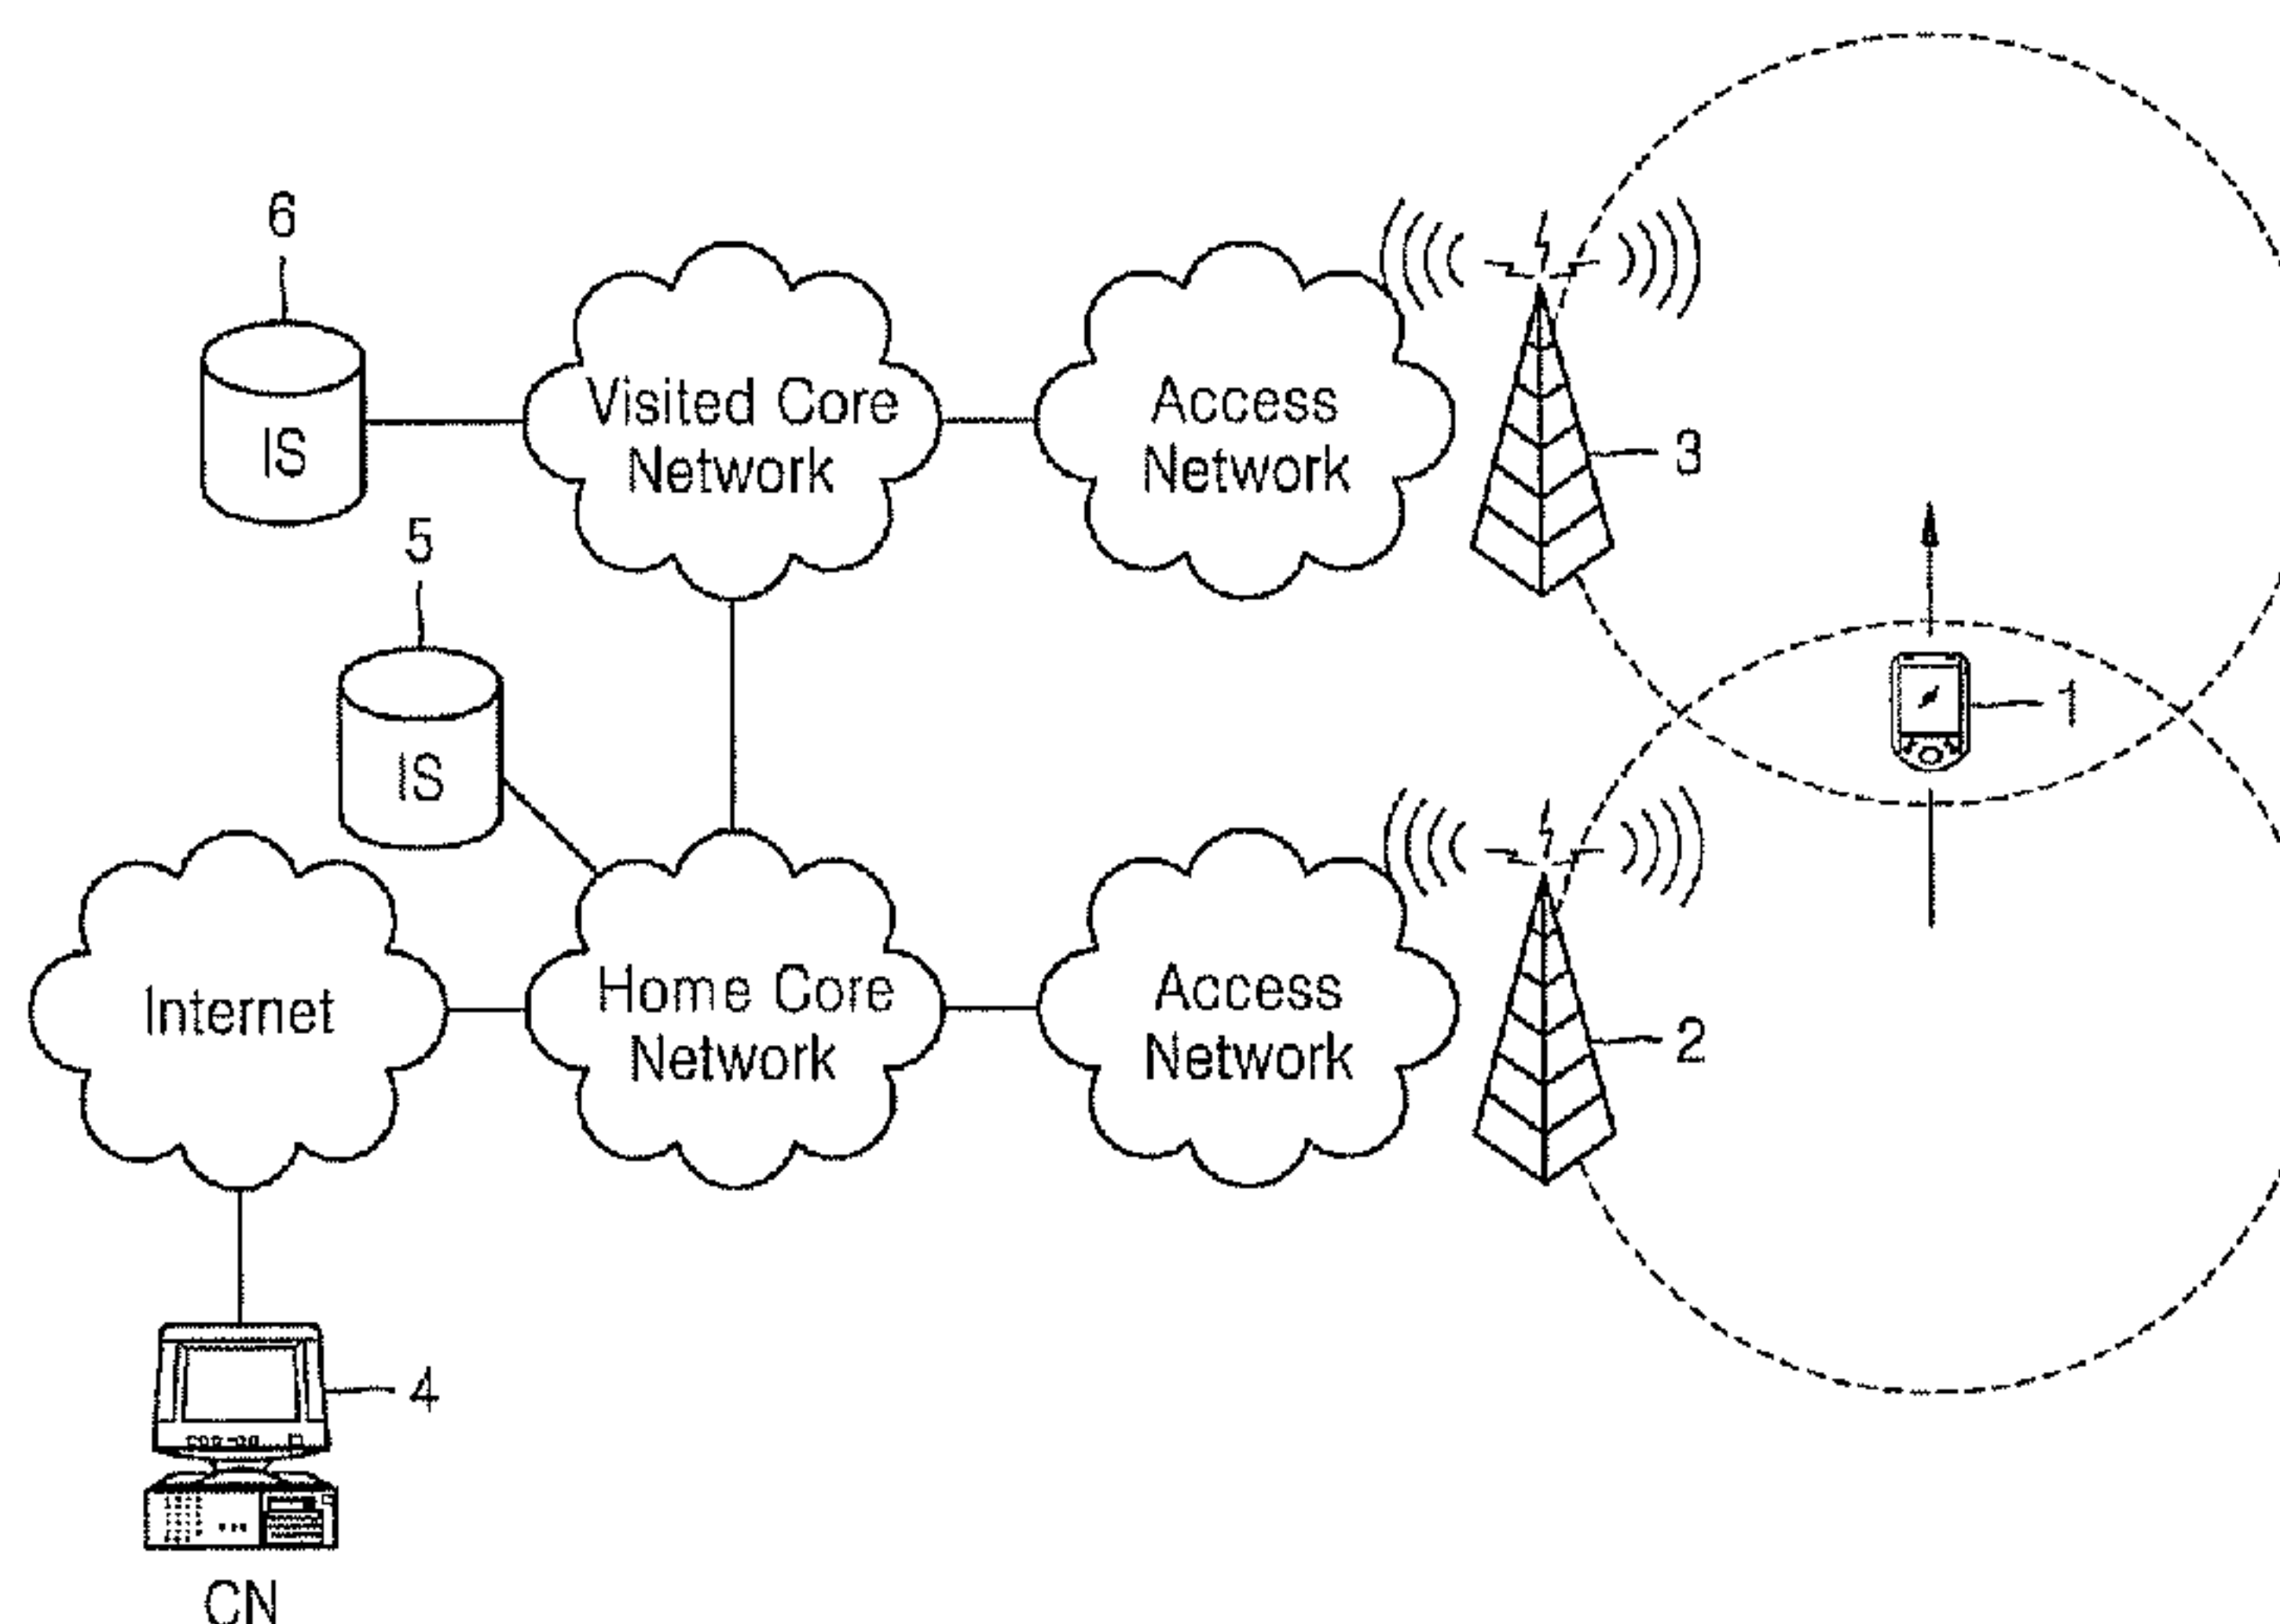 6
Visited Core
Network
Access
Network
IS
3
5
1
IS
Internet
Home Core
Network
Access
Network
2
4
CN